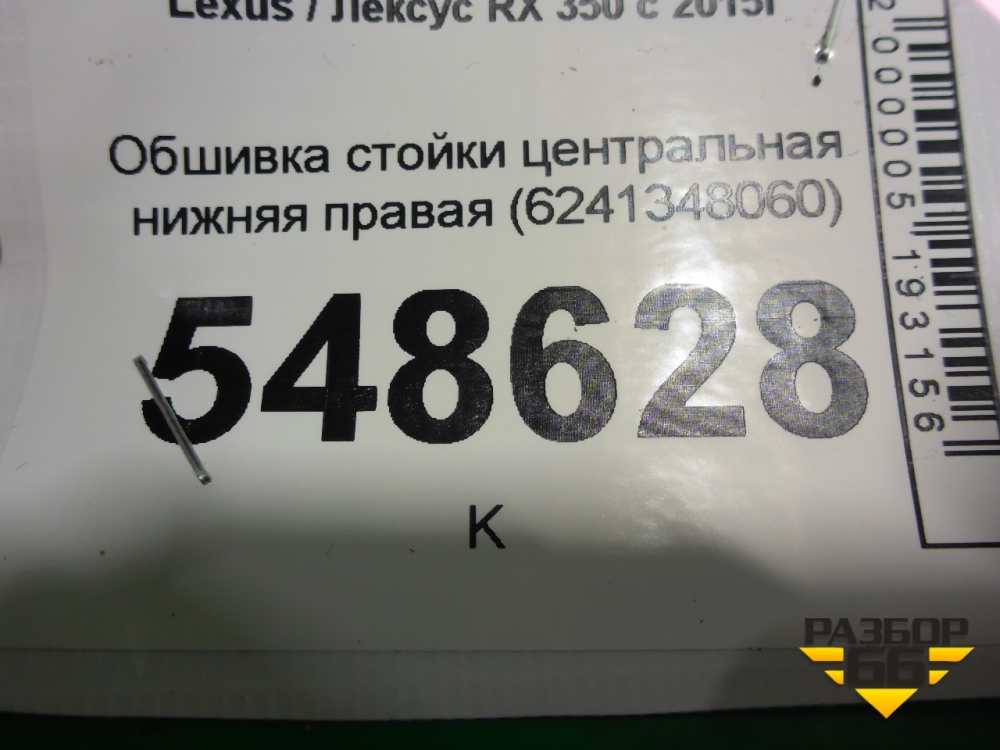 Lexus / Лексус RX 350 с 2015г
Обшивка стойки центральная
нижняя правая (6241348060)
548628
К
2000005193156
РАЗБОР
66